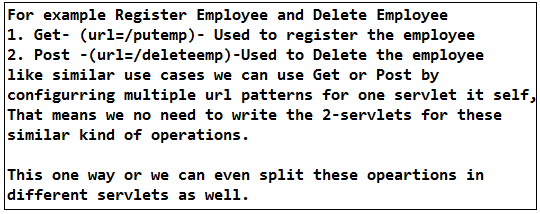 For example Register Employee and Delete Employee
1. Get- (url=/putemp)- Used to register the employee
2. Post -(url=/deleteemp)-Used to Delete the employee
like similar use cases we can use Get or Post by
configurring multiple url patterns for one servlet it self,
That means we no need to write the 2-servlets for these
similar kind of operations.
This one way or we can even split these opeartions in
different servlets as well.